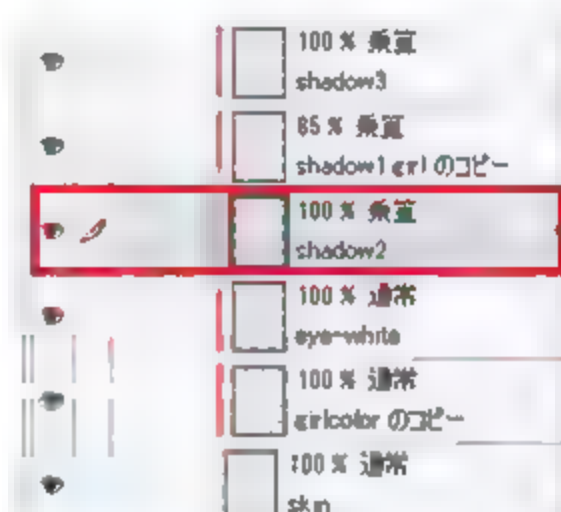 100 % 乗算
shadow3
85 % 乗算
shadow1 girl のコピー
100 % 乗算
shadow2
100 % 通常
eye-white
100 % 通常
girlcolor のコピー
100 % 通常
skin